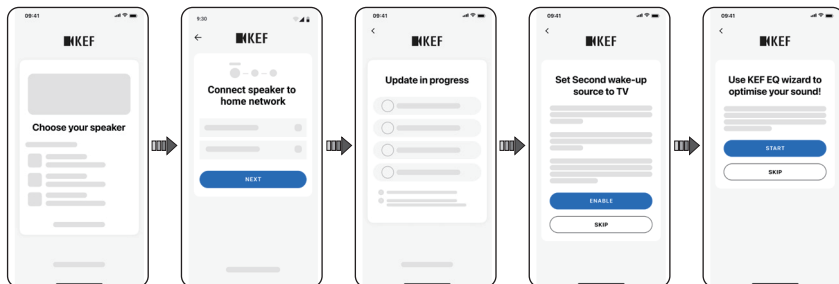 09:41
KEF
Choose your speaker
9:30
KEF
Connect speaker to
home network
NEXT
09:41
KEF
Update in progress
09:41
KEF
Set Second wake-up
source to TV
ENABLE
SKIP
09:41
KEF
Use KEF EQ wizard to
optimise your sound!
START
SKIP